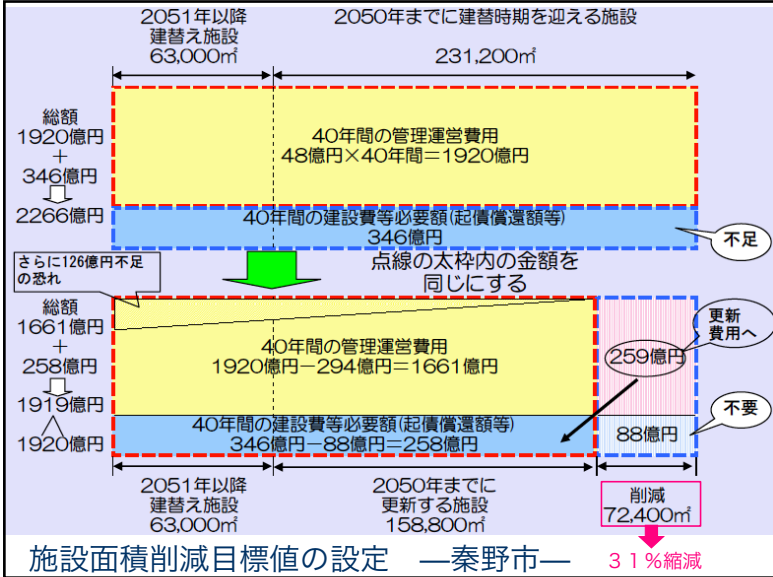 2051年以降
建替え施設
63,000㎡
2050年までに建替時期を迎える施設
231,200㎡
総額
1920億円
+
346億円
2266億円
40年間の管理運営費用
48億円×40年間＝1920億円
40年間の建設費等必要額(起債償還額等)
346億円
不足
さらに126億円不足
の恐れ
点線の太枠内の金額を
同じにする
総額
1661億円
+
258億円
1919億円
∧
1920億円
40年間の管理運営費用
1920億円－294億円＝1661億円
259億円
更新
費用へ
40年間の建設費等必要額(起債償還額等)
346億円－88億円＝258億円
88億円
不要
2051年以降
建替え施設
63,000㎡
2050年までに
更新する施設
158,800㎡
削減
72,400㎡
施設面積削減目標値の設定　―秦野市―
３１%縮減